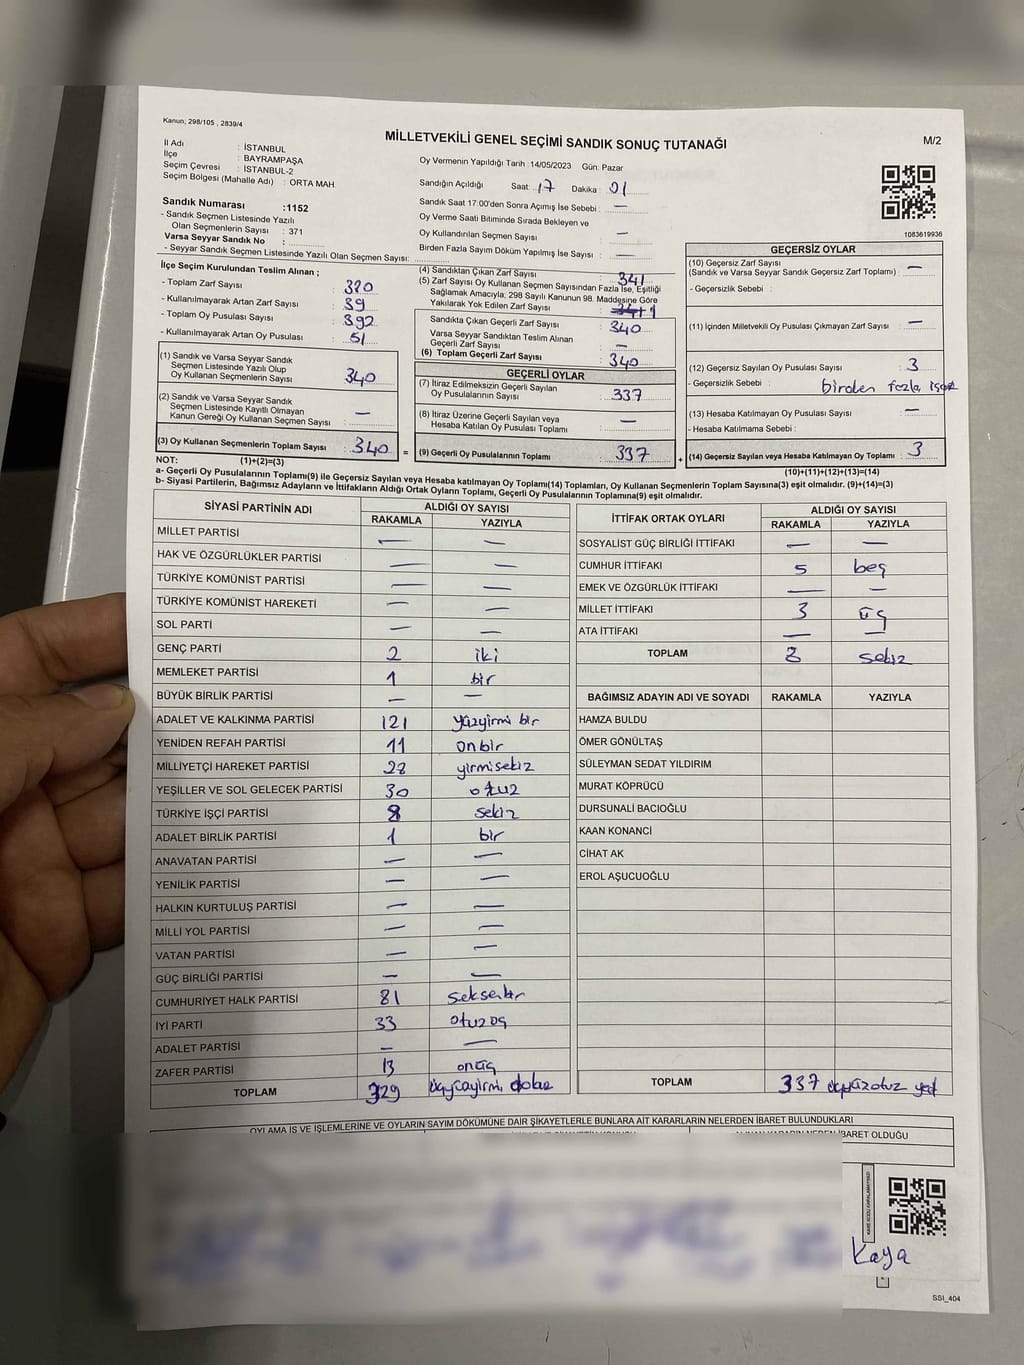 Kanun; 298/105 , 2839/4
MİLLETVEKİLİ GENEL SEÇİMİ SANDIK SONUÇ TUTANAĞI
M/2
İl Adı : İSTANBUL
İlçe : BAYRAMPAŞA
Seçim Çevresi : İSTANBUL-2
Seçim Bölgesi (Mahalle Adı) : ORTA MAH.
Sandık Numarası :1152
- Sandık Seçmen Listesinde Yazılı
Olan Seçmenlerin Sayısı : 371
Varsa Seyyar Sandık No :
- Seyyar Sandık Seçmen Listesinde Yazılı Olan Seçmen Sayısı:
Oy Vermenin Yapıldığı Tarih :14/05/2023 Gün: Pazar
Sandığın Açıldığı Saat: 17 Dakika : 01
Sandık Saat 17:00'den Sonra Açımış İse Sebebi : —
Oy Verme Saati Bitiminde Sırada Bekleyen ve
Oy Kullandırılan Seçmen Sayısı : —
Birden Fazla Sayım Döküm Yapılmış İse Sayısı : —
1083619936
İlçe Seçim Kurulundan Teslim Alınan ;
- Toplam Zarf Sayısı :
- Kullanılmayarak Artan Zarf Sayısı : 39
- Toplam Oy Pusulası Sayısı : 392
- Kullanılmayarak Artan Oy Pusulası : 51
(1) Sandık ve Varsa Seyyar Sandık
Seçmen Listesinde Yazılı Olup
Oy Kullanan Seçmenlerin Sayısı : 340
(2) Sandık ve Varsa Seyyar Sandık
Seçmen Listesinde Kayıtlı Olmayan
Kanun Gereği Oy Kullanan Seçmen Sayısı : —
(3) Oy Kullanan Seçmenlerin Toplam Sayısı : 340 =
(4) Sandıktan Çıkan Zarf Sayısı : 341
(5) Zarf Sayısı Oy Kullanan Seçmen Sayısından Fazla İse, Eşitliği
Sağlamak Amacıyla; 298 Sayılı Kanunun 98. Maddesine Göre
Yakılarak Yok Edilen Zarf Sayısı : 1
Sandıkta Çıkan Geçerli Zarf Sayısı : 340
Varsa Seyyar Sandıktan Teslim Alınan
Geçerli Zarf Sayısı : —
(6) Toplam Geçerli Zarf Sayısı : 340
GEÇERLİ OYLAR
(7) İtiraz Edilmeksizin Geçerli Sayılan
Oy Pusulalarının Sayısı : 337
(8) İtiraz Üzerine Geçerli Sayılan veya
Hesaba Katılan Oy Pusulası Toplamı : —
(9) Geçerli Oy Pusulalarının Toplamı : 337 +
GEÇERSİZ OYLAR
(10) Geçersiz Zarf Sayısı : —
(Sandık ve Varsa Seyyar Sandık Geçersiz Zarf Toplamı)
- Geçersizlik Sebebi :
(11) İçinden Milletvekili Oy Pusulası Çıkmayan Zarf Sayısı : —
(12) Geçersiz Sayılan Oy Pusulası Sayısı : 3
- Geçersizlik Sebebi : birden fazla
(13) Hesaba Katılmayan Oy Pusulası Sayısı : —
- Hesaba Katılmama Sebebi :
(14) Geçersiz Sayılan veya Hesaba Katılmayan Oy Toplamı : 3
NOT: (1)+(2)=(3)
(10)+(11)+(12)+(13)=(14)
a- Geçerli Oy Pusulalarının Toplamı(9) ile Geçersiz Sayılan veya Hesaba katılmayan Oy Toplamı(14) Toplamları, Oy Kullanan Seçmenlerin Toplam Sayısına(3) eşit olmalıdır. (9)+(14)=(3)
b- Siyasi Partilerin, Bağımsız Adayların ve İttifakların Aldığı Ortak Oyların Toplamı, Geçerli Oy Pusulalarının Toplamına(9) eşit olmalıdır.
SİYASİ PARTİNİN ADI ALDIĞI OY SAYISI
RAKAMLA YAZIYLA
MİLLET PARTİSİ — —
HAK VE ÖZGÜRLÜKLER PARTİSİ — —
TÜRKİYE KOMÜNİST PARTİSİ — —
TÜRKİYE KOMÜNİST HAREKETİ — —
SOL PARTİ — —
GENÇ PARTİ 2 iki
MEMLEKET PARTİSİ 1 bir
BÜYÜK BİRLİK PARTİSİ — —
ADALET VE KALKINMA PARTİSİ 121 yüzyirmi bir
YENİDEN REFAH PARTİSİ 11 onbir
MİLLİYETÇİ HAREKET PARTİSİ 28 yirmisekiz
YEŞİLLER VE SOL GELECEK PARTİSİ 30 otuz
TÜRKİYE İŞÇİ PARTİSİ 8 sekiz
ADALET BİRLİK PARTİSİ 1 bir
ANAVATAN PARTİSİ — —
YENİLİK PARTİSİ — —
HALKIN KURTULUŞ PARTİSİ — —
MİLLİ YOL PARTİSİ — —
VATAN PARTİSİ — —
GÜÇ BİRLİĞİ PARTİSİ — —
CUMHURİYET HALK PARTİSİ 81 seksenbir
İYİ PARTİ 33 otuzüç
ADALET PARTİSİ — —
ZAFER PARTİSİ 13 onüç
TOPLAM 329
İTTİFAK ORTAK OYLARI ALDIĞI OY SAYISI
RAKAMLA YAZIYLA
SOSYALİST GÜÇ BİRLİĞİ İTTİFAKI — —
CUMHUR İTTİFAKI 5 beş
EMEK VE ÖZGÜRLÜK İTTİFAKI — —
MİLLET İTTİFAKI 3 üç
ATA İTTİFAKI — —
TOPLAM 8 sekiz
BAĞIMSIZ ADAYIN ADI VE SOYADI RAKAMLA YAZIYLA
HAMZA BULDU
ÖMER GÖNÜLTAŞ
SÜLEYMAN SEDAT YILDIRIM
MURAT KÖPRÜCÜ
DURSUNALİ BACIOĞLU
KAAN KONANCİ
CİHAT AK
EROL AŞUCUOĞLU
TOPLAM 337 üçyüzotuz yedi
OYLAMA İŞ VE İŞLEMLERİNE VE OYLARIN SAYIM DÖKÜMÜNE DAİR ŞİKAYETLERLE BUNLARA AİT KARARLARIN NELERDEN İBARET BULUNDUKLARI
İBARET OLDUĞU
Kaya
SSİ_404